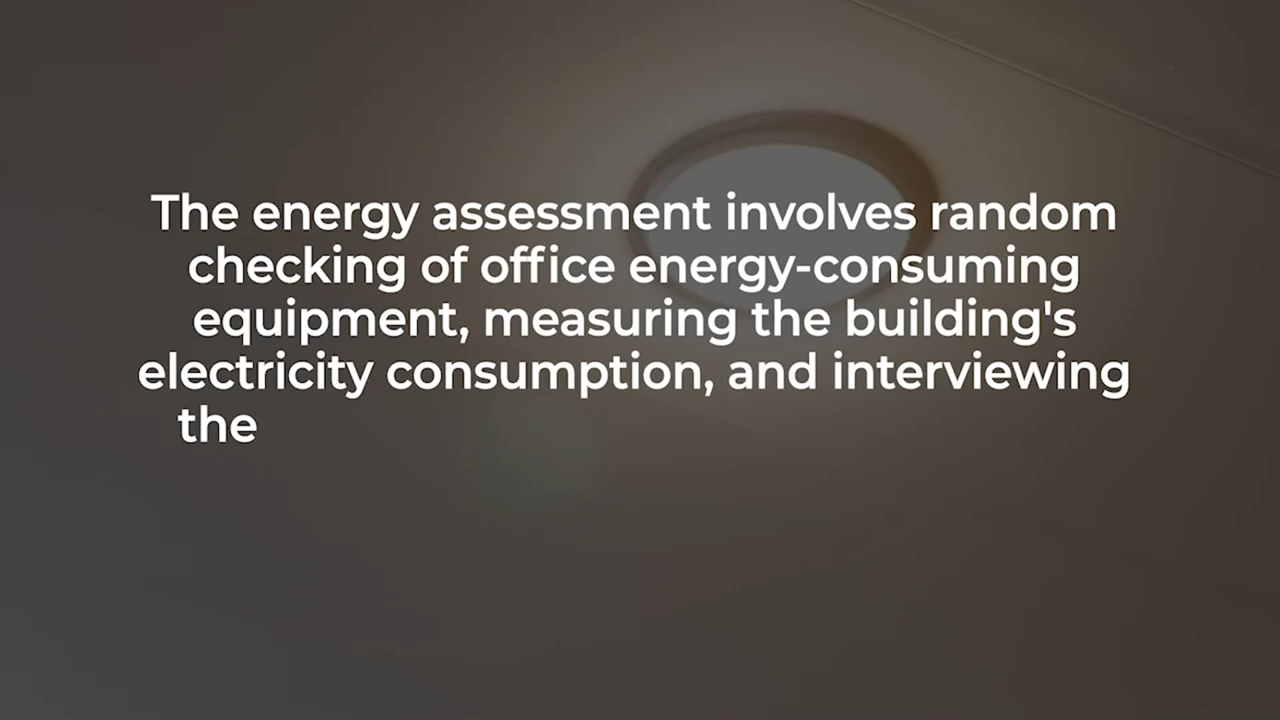 The energy assessment involves random
checking of office energy-consuming
equipment, measuring the building's
electricity consumption, and interviewing
the